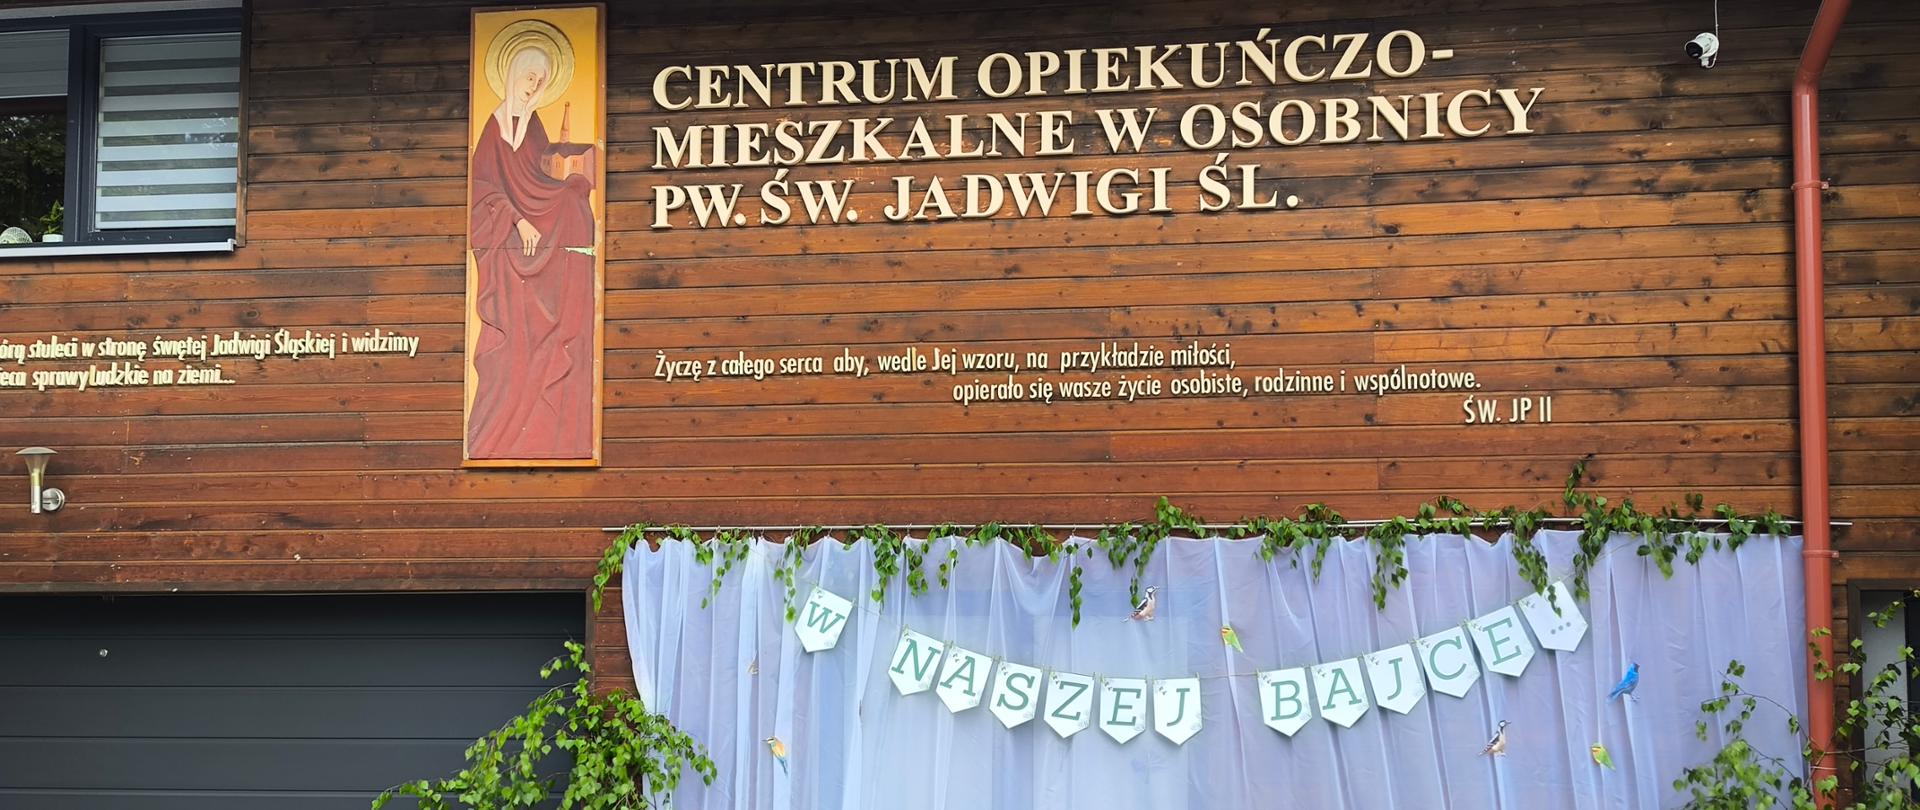 CENTRUM OPIEKUŃCZO-
MIESZKALNE W OSOBNICY
PW. ŚW. JADWIGI ŚL.
stuleci w stronę świętej Jadwigi Śląskiej i widzimy
sprawy ludzkie na ziemi...
Życzę z całego serca aby, wedle Jej wzoru, na przykładzie miłości,
opierało się wasze życie osobiste, rodzinne i wspólnotowe.
ŚW. JP II
W NASZEJ BAJCE...